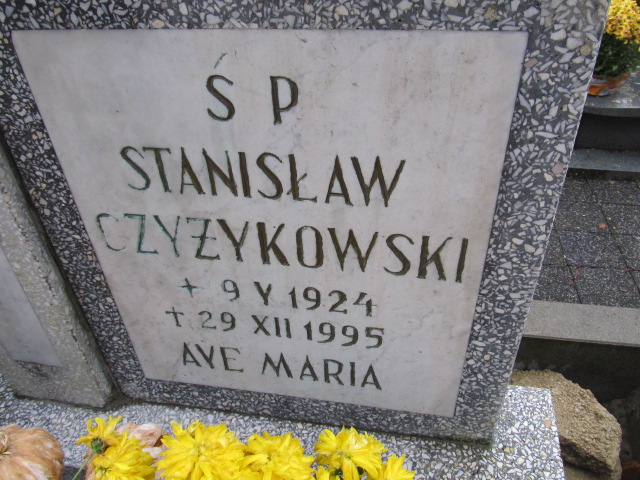 Ś P
STANISŁAW
CZYŻYKOWSKI
+ 9 V 1924
+ 29 XII 1995
AVE MARIA